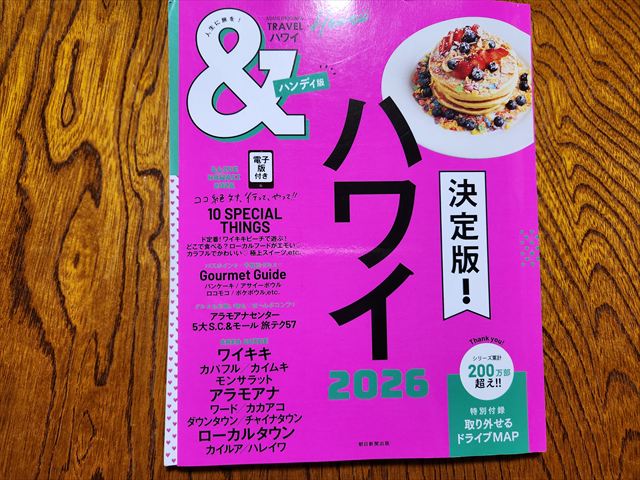 人生に旅を!
ASAHI ORIGINAL
&
TRAVEL
ハワイ
ハンディ版
ハワイ
2026
決定版!
電子版付き
ココ絶対、行って、やって!!
10 SPECIAL
THINGS
ド定番!ワイキキビーチで遊ぶ!
どこで食べる?ローカルフードがエモい
カラフルでかわいい 極上スイーツ,etc.
Gourmet Guide
パンケーキ/アサイーボウル
ロコモコ/ポケボウル,etc.
アラモアナセンター
5大S.C.&モール 旅テク57
ワイキキ
カパフル/カイムキ
モンサラット
アラモアナ
ワード/カカアコ
ダウンタウン/チャイナタウン
ローカルタウン
カイルア/ハレイワ
Thank you!
シリーズ累計
200万部
超え!!
特別付録
取り外せる
ドライブMAP
朝日新聞出版